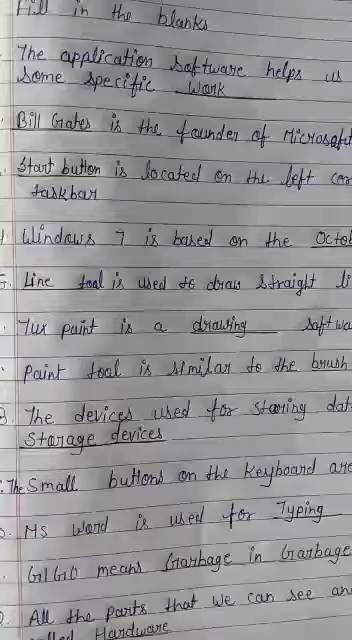 Fill in the blanks
The application software helps us
some specific work
Bill Gates is the founder of Microsoft
Start button is located on the left cor
taskbar
Windows 7 is based on the Octo
Line tool is used to draw straight li
Tux paint is a drawing softwa
paint tool is similar to the brush
The devices used for storing dat
Storage devices
The Small buttons on the keyboard are
MS Word is used for Typing
GIGO means Garbage in Garbage
All the parts that we can see an
Hardware